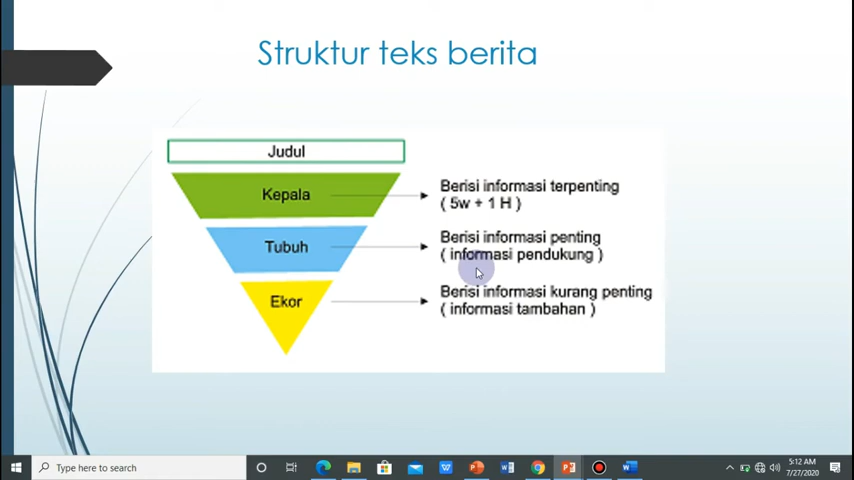 Struktur teks berita
Judul
Kepala
Berisi informasi terpenting
( 5w + 1 H )
Tubuh
Berisi informasi penting
( informasi pendukung )
Ekor
Berisi informasi kurang penting
( informasi tambahan )
Type here to search
5:12 AM
7/27/2020